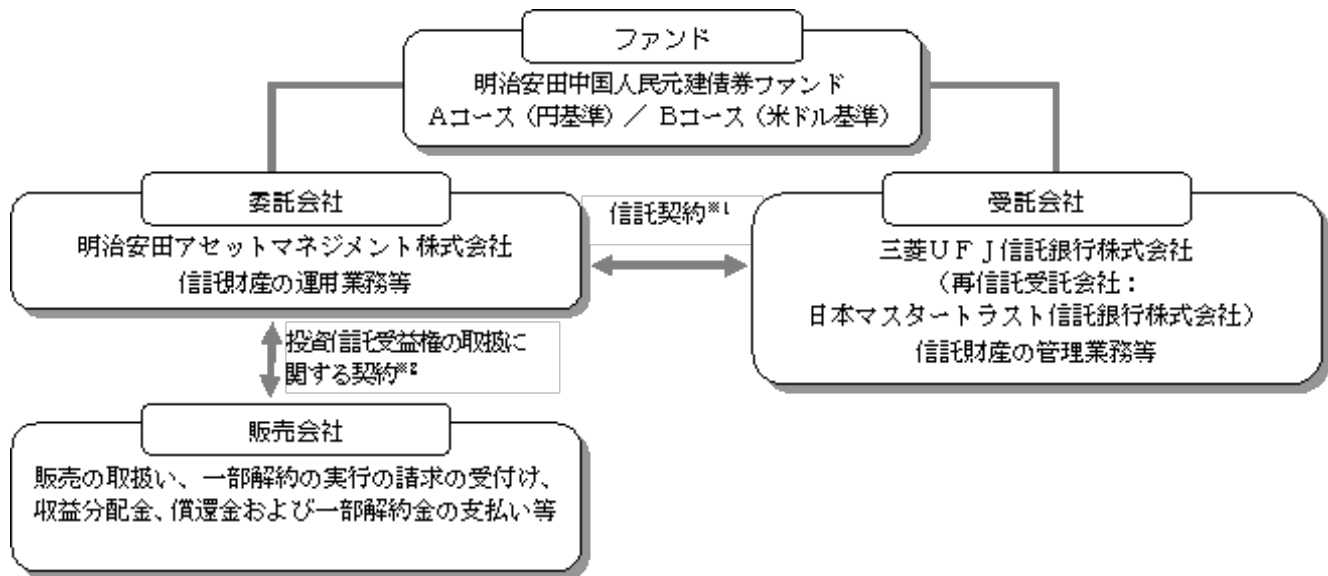 ファンド
明治安田中国人民元建債券ファンド
Aコース(円基準) / Bコース(米ドル基準)
委託会社
明治安田アセットマネジメント株式会社
信託財産の運用業務等
信託契約※1
受託会社
三菱UFJ信託銀行株式会社
(再信託受託会社:
日本マスタートラスト信託銀行株式会社)
信託財産の管理業務等
投資信託受益権の取扱に
関する契約※2
販売会社
販売の取扱い、一部解約の実行の請求の受付け、
収益分配金、償還金および一部解約金の支払い等